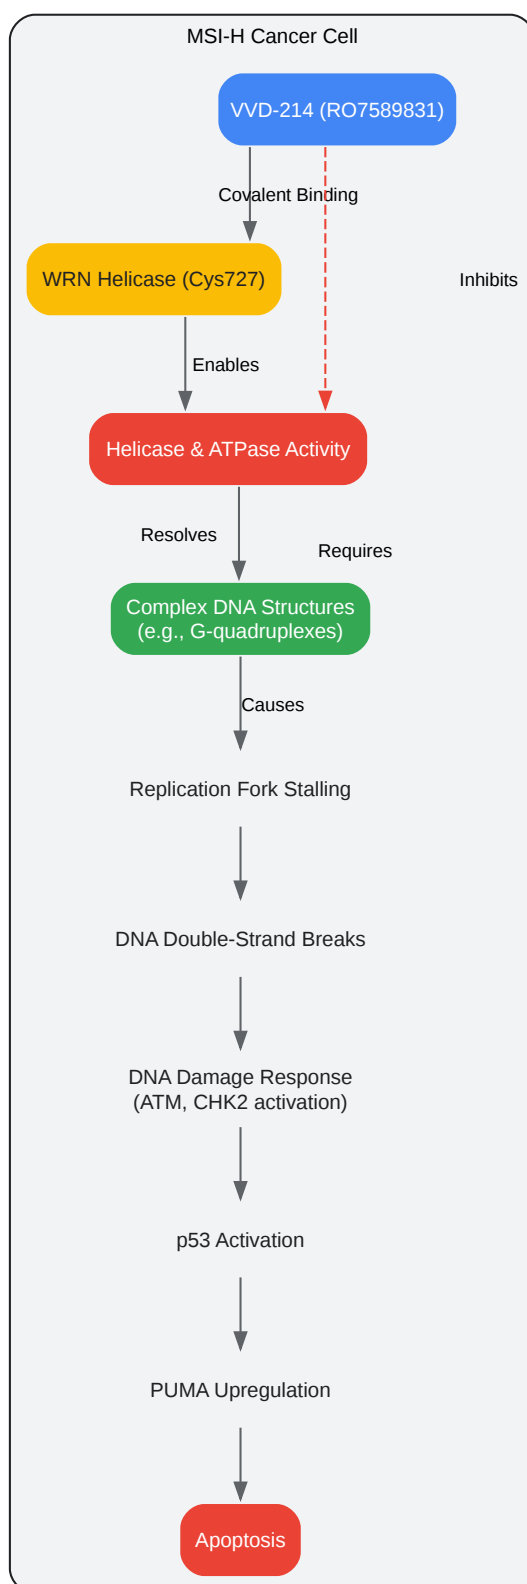 MSI-H Cancer Cell
VVD-214 (RO7589831)
Covalent Binding
WRN Helicase (Cys727)
Inhibits
Enables
Helicase & ATPase Activity
Resolves
Requires
Complex DNA Structures
(e.g., G-quadruplexes)
Causes
Replication Fork Stalling
DNA Double-Strand Breaks
DNA Damage Response
(ATM, CHK2 activation)
p53 Activation
PUMA Upregulation
Apoptosis